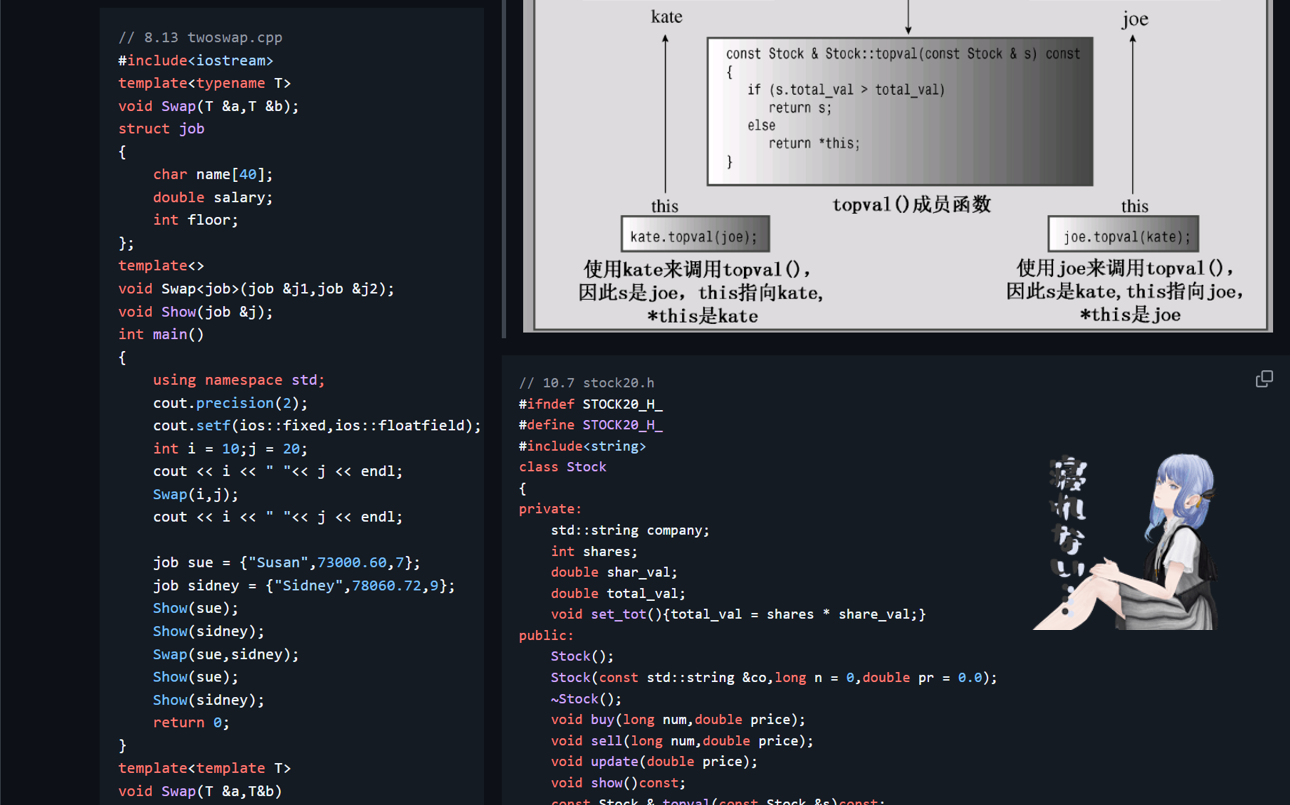 // 8.13 twoswap.cpp
#include<iostream>
template<typename T>
void Swap(T &a,T &b);
struct job
{
    char name[40];
    double salary;
    int floor;
};
template<>
void Swap<job>(job &j1,job &j2);
void Show(job &j);
int main()
{
    using namespace std;
    cout.precision(2);
    cout.setf(ios::fixed,ios::floatfield);
    int i = 10;j = 20;
    cout << i << " "<< j << endl;
    Swap(i,j);
    cout << i << " "<< j << endl;
    job sue = {"Susan",73000.60,7};
    job sidney = {"Sidney",78060.72,9};
    Show(sue);
    Show(sidney);
    Swap(sue,sidney);
    Show(sue);
    Show(sidney);
    return 0;
}
template<template T>
void Swap(T &a,T&b)
kate
joe
const Stock & Stock::topval(const Stock & s) const
{
    if (s.total_val > total_val)
        return s;
    else
        return *this;
}
topval()成员函数
this
kate.topval(joe);
使用kate来调用topval(),
因此s是joe，this指向kate,
*this是kate
this
joe.topval(kate);
使用joe来调用topval(),
因此s是kate,this指向joe,
*this是joe
// 10.7 stock20.h
#ifndef STOCK20_H_
#define STOCK20_H_
#include<string>
class Stock
{
private:
    std::string company;
    int shares;
    double shar_val;
    double total_val;
    void set_tot(){total_val = shares * share_val;}
public:
    Stock();
    Stock(const std::string &co,long n = 0,double pr = 0.0);
    ~Stock();
    void buy(long num,double price);
    void sell(long num,double price);
    void update(double price);
    void show()const;
    const Stock & topval(const Stock &s)const;
寝れない…